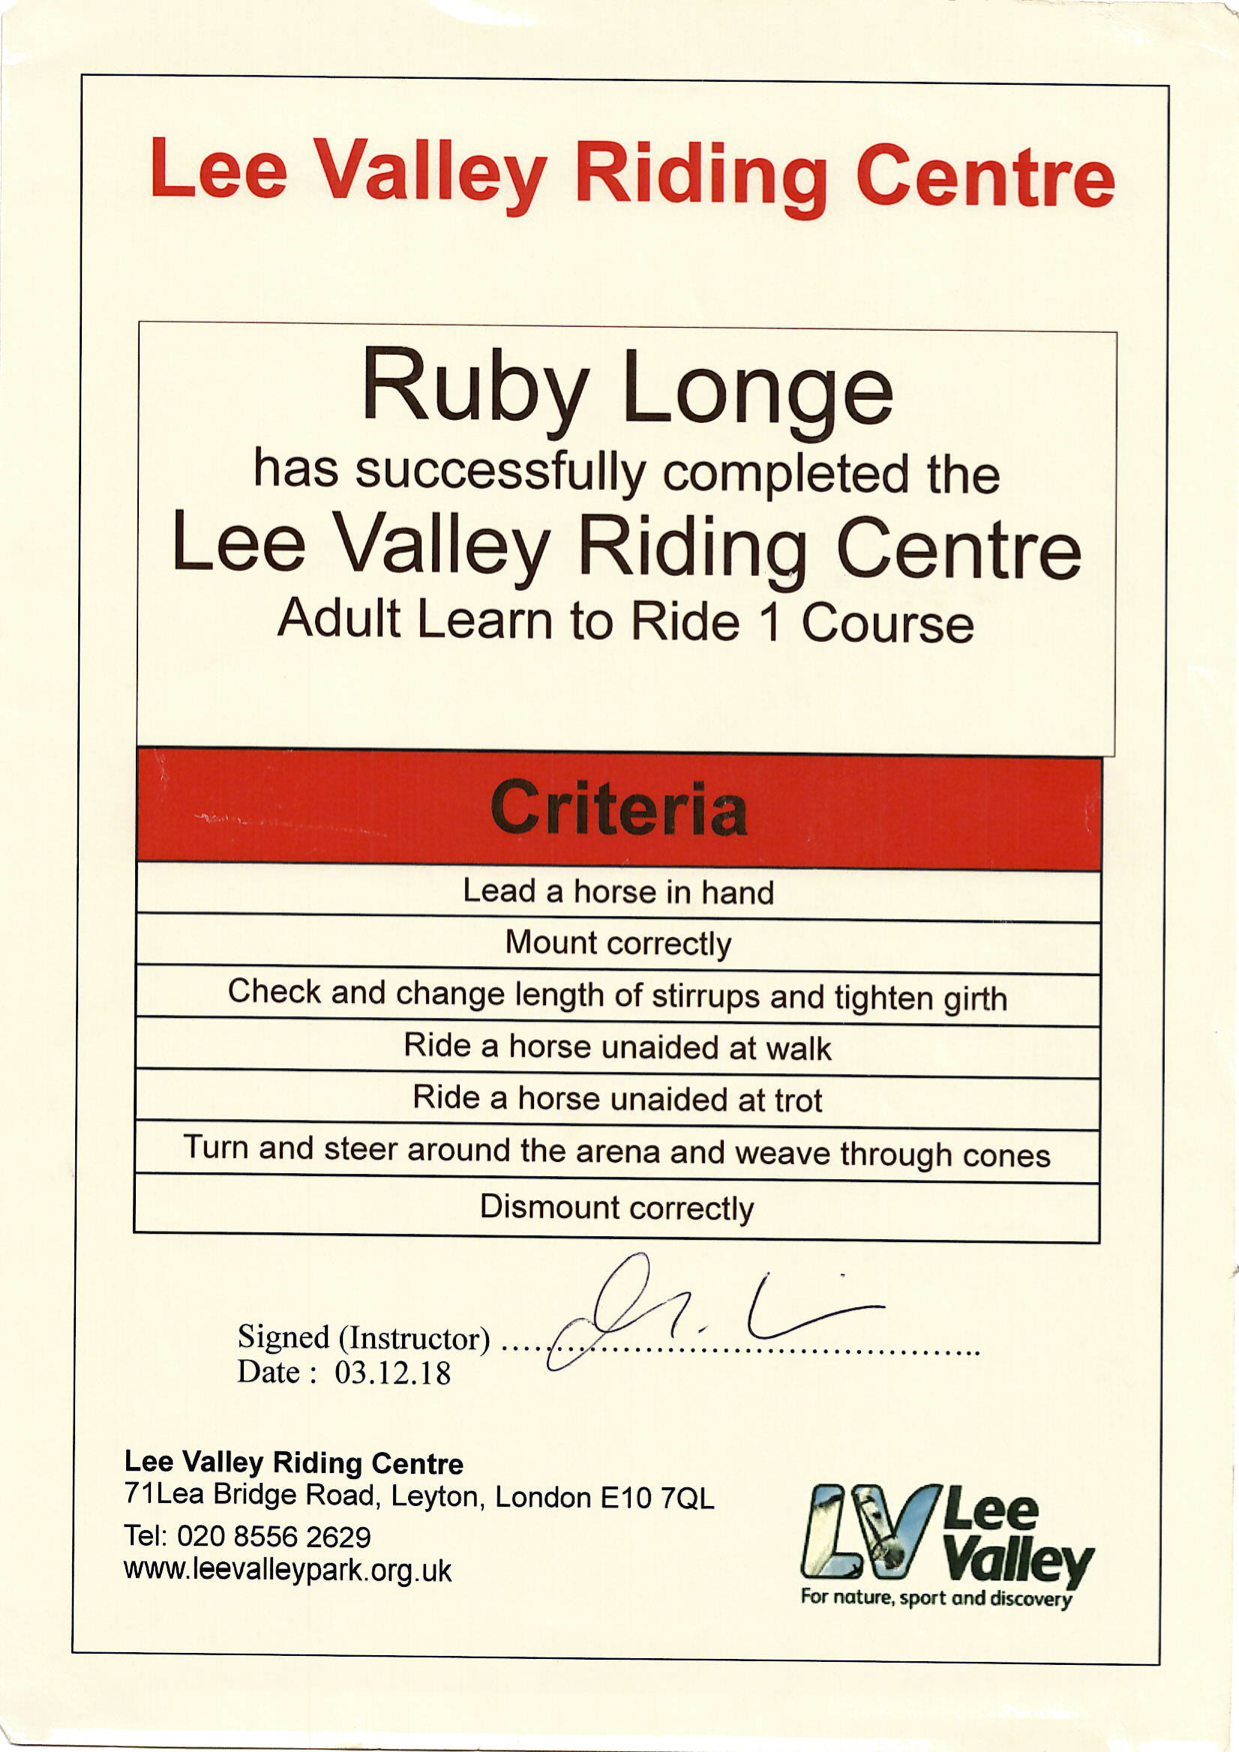 Lee Valley Riding Centre
Ruby Longe
has successfully completed the
Lee Valley Riding Centre
Adult Learn to Ride 1 Course
Criteria
Lead a horse in hand
Mount correctly
Check and change length of stirrups and tighten girth
Ride a horse unaided at walk
Ride a horse unaided at trot
Turn and steer around the arena and weave through cones
Dismount correctly
Signed (Instructor) ................................................
Date : 03.12.18
Lee Valley Riding Centre
71Lea Bridge Road, Leyton, London E10 7QL
Tel: 020 8556 2629
www.leevalleypark.org.uk
LV Lee
Valley
For nature, sport and discovery